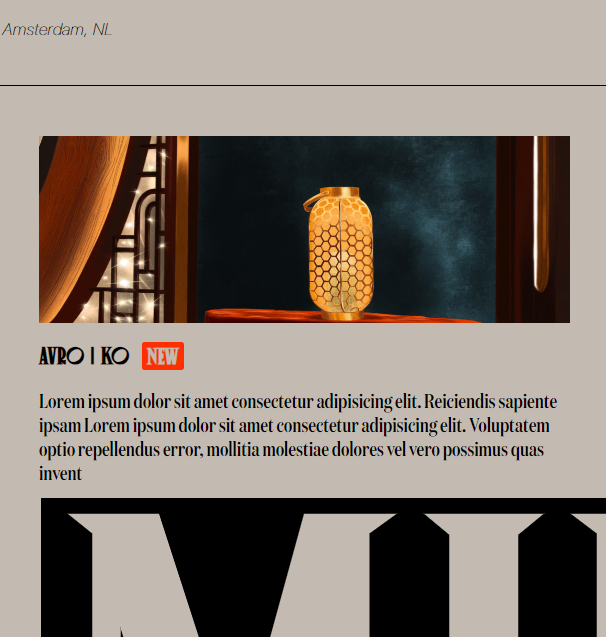 Amsterdam, NL
AVRO | KO NEW
Lorem ipsum dolor sit amet consectetur adipisicing elit. Reiciendis sapiente
ipsam Lorem ipsum dolor sit amet consectetur adipisicing elit. Voluptatem
optio repellendus error, mollitia molestiae dolores vel vero possimus quas
invent